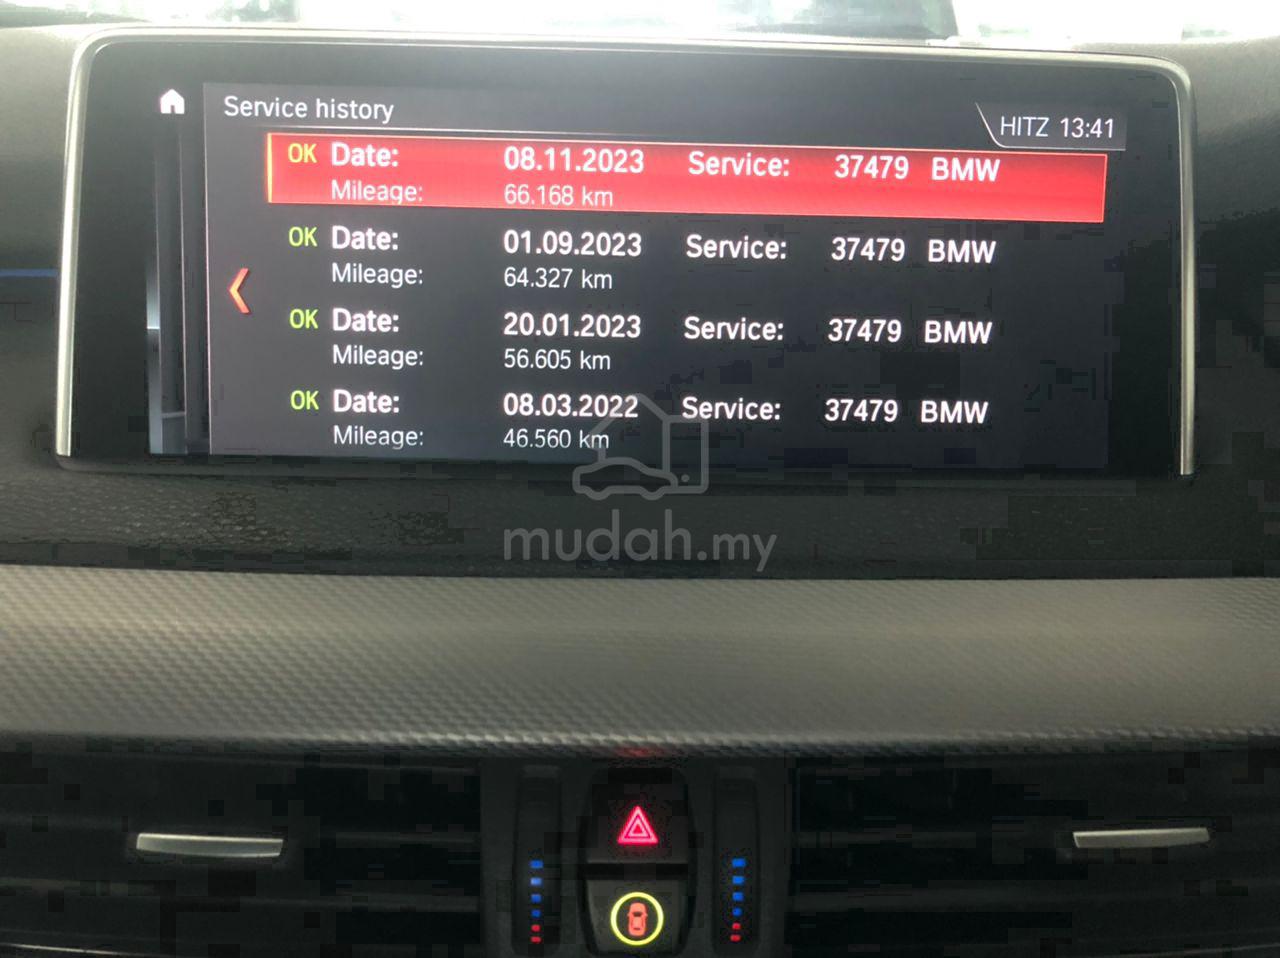 Service history
HITZ 13:41
OK Date: 08.11.2023 Service: 37479 BMW
Mileage: 66.168 km
OK Date: 01.09.2023 Service: 37479 BMW
Mileage: 64.327 km
OK Date: 20.01.2023 Service: 37479 BMW
Mileage: 56.605 km
OK Date: 08.03.2022 Service: 37479 BMW
Mileage: 46.560 km
mudah.my